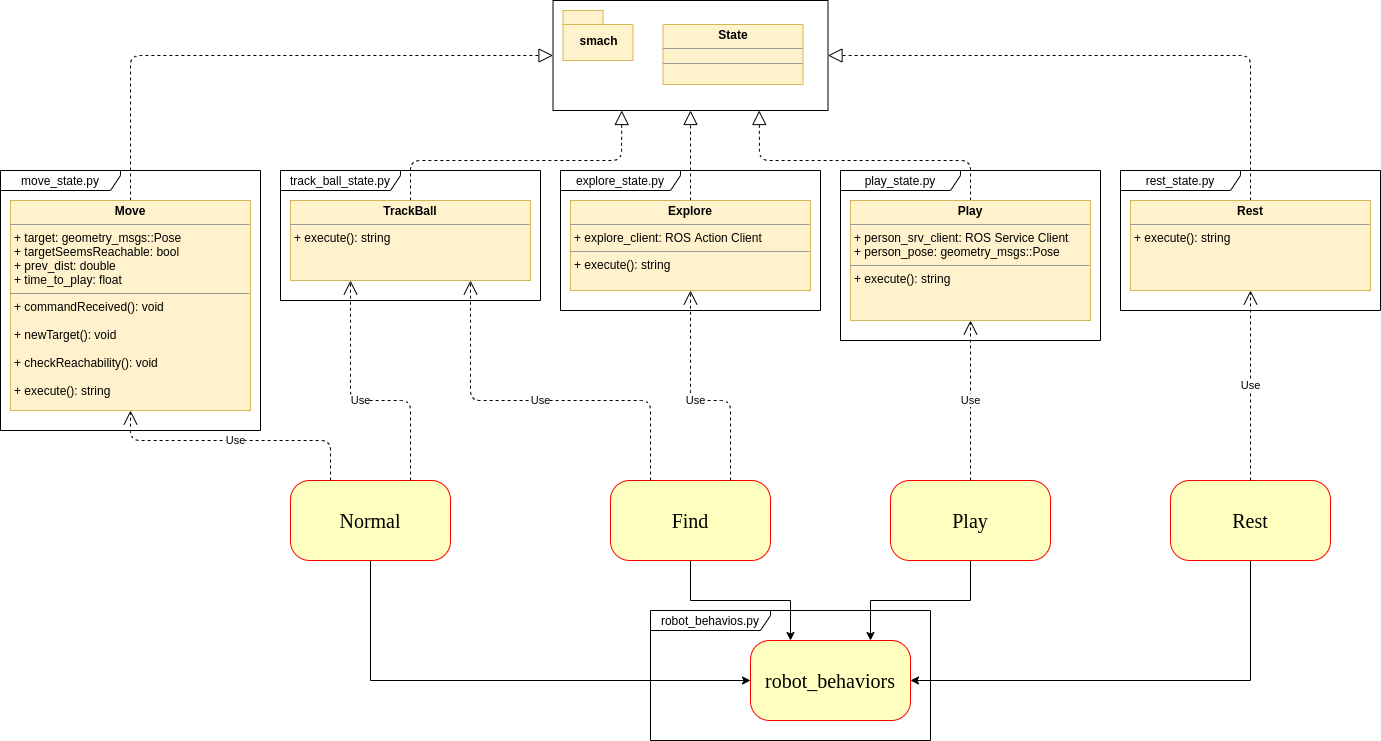 smach
State
move_state.py
Move
+ target: geometry_msgs::Pose
+ targetSeemsReachable: bool
+ prev_dist: double
+ time_to_play: float
+ commandReceived(): void
+ newTarget(): void
+ checkReachability(): void
+ execute(): string
track_ball_state.py
TrackBall
+ execute(): string
explore_state.py
Explore
+ explore_client: ROS Action Client
+ execute(): string
play_state.py
Play
+ person_srv_client: ROS Service Client
+ person_pose: geometry_msgs::Pose
+ execute(): string
rest_state.py
Rest
+ execute(): string
Use
Use
Use
Use
Use
Use
Normal
Find
Play
Rest
robot_behavios.py
robot_behaviors